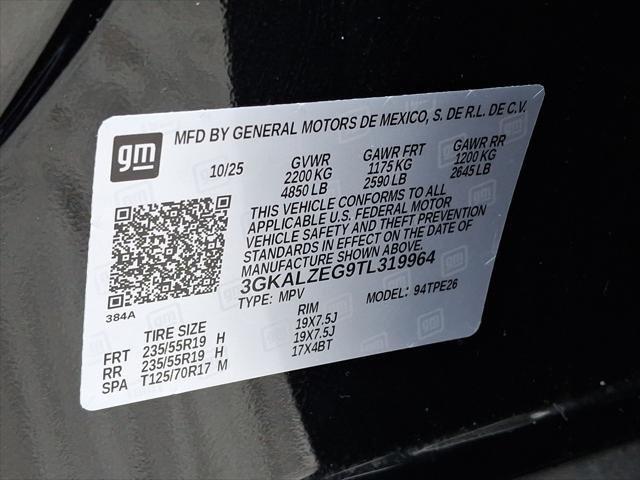 gm
MFD BY GENERAL MOTORS DE MEXICO, S. DE R.L. DE C.V.
10/25 GVWR GAWR FRT GAWR RR
2200 KG 1175 KG 1200 KG
4850 LB 2590 LB 2645 LB
THIS VEHICLE CONFORMS TO ALL
APPLICABLE U.S. FEDERAL MOTOR
VEHICLE SAFETY AND THEFT PREVENTION
STANDARDS IN EFFECT ON THE DATE OF
MANUFACTURE SHOWN ABOVE.
3GKALZEG9TL319964
TYPE: MPV MODEL: 94TPE26
384A
TIRE SIZE RIM
FRT 235/55R19 H 19X7.5J
RR 235/55R19 H 19X7.5J
SPA T125/70R17 M 17X4BT